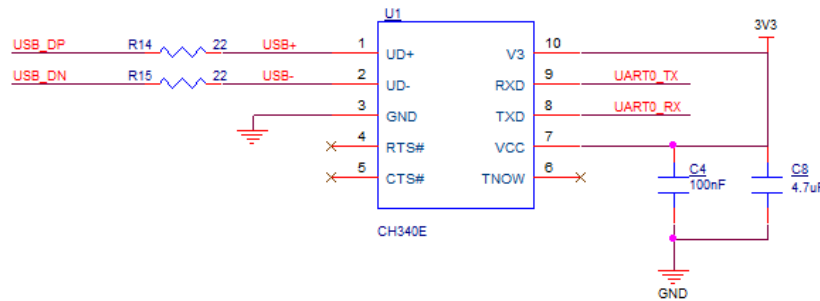 U1
3V3
USB_DP R14 22 USB+ 1 UD+ V3 10
USB_DN R15 22 USB- 2 UD- RXD 9 UART0_TX
3 GND TXD 8 UART0_RX
4 RTS# VCC 7
5 CTS# TNOW 6
C4
100nF
C8
4.7uF
CH340E
GND